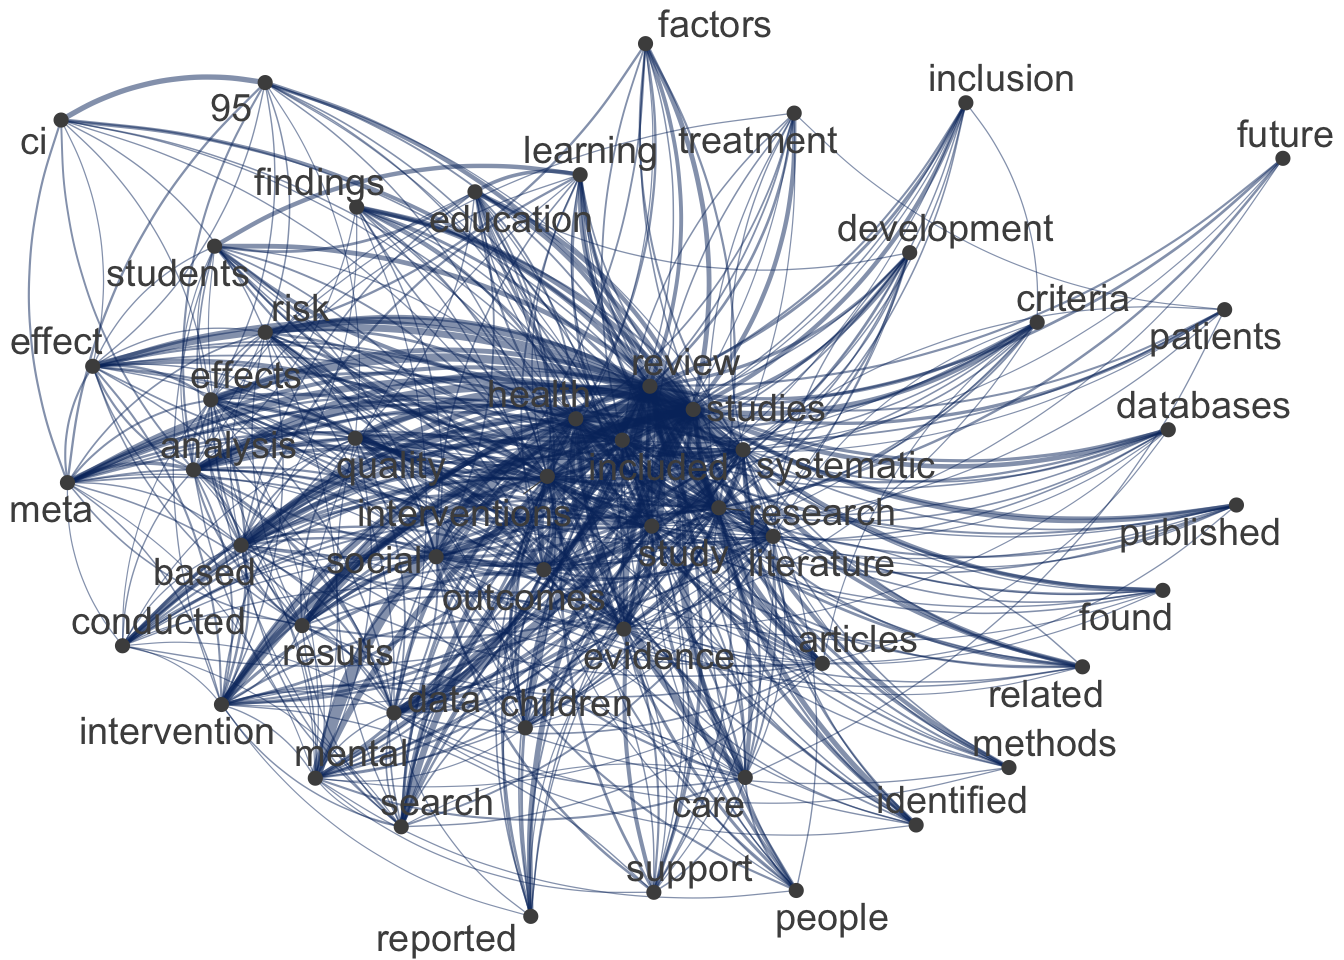 factors
inclusion
95
ci
treatment
future
learning
findings
education
development
students
risk
criteria
effect
patients
review
effects
health
studies
databases
analysis
quality
included
systematic
meta
interventions
research
published
social
study
literature
based
outcomes
conducted
found
results
evidence
articles
related
data
children
intervention
methods
mental
search
care
identified
support
people
reported